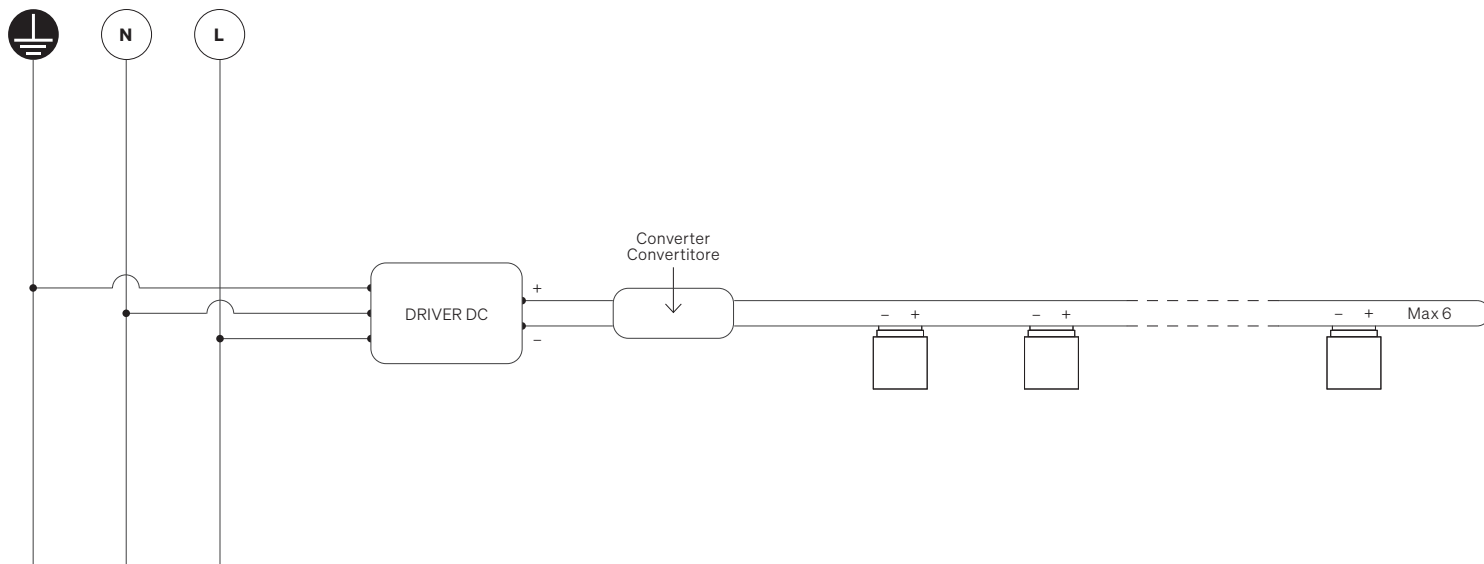 N
L
Converter
Convertitore
DRIVER DC
+
–
– +
– +
– +
Max 6